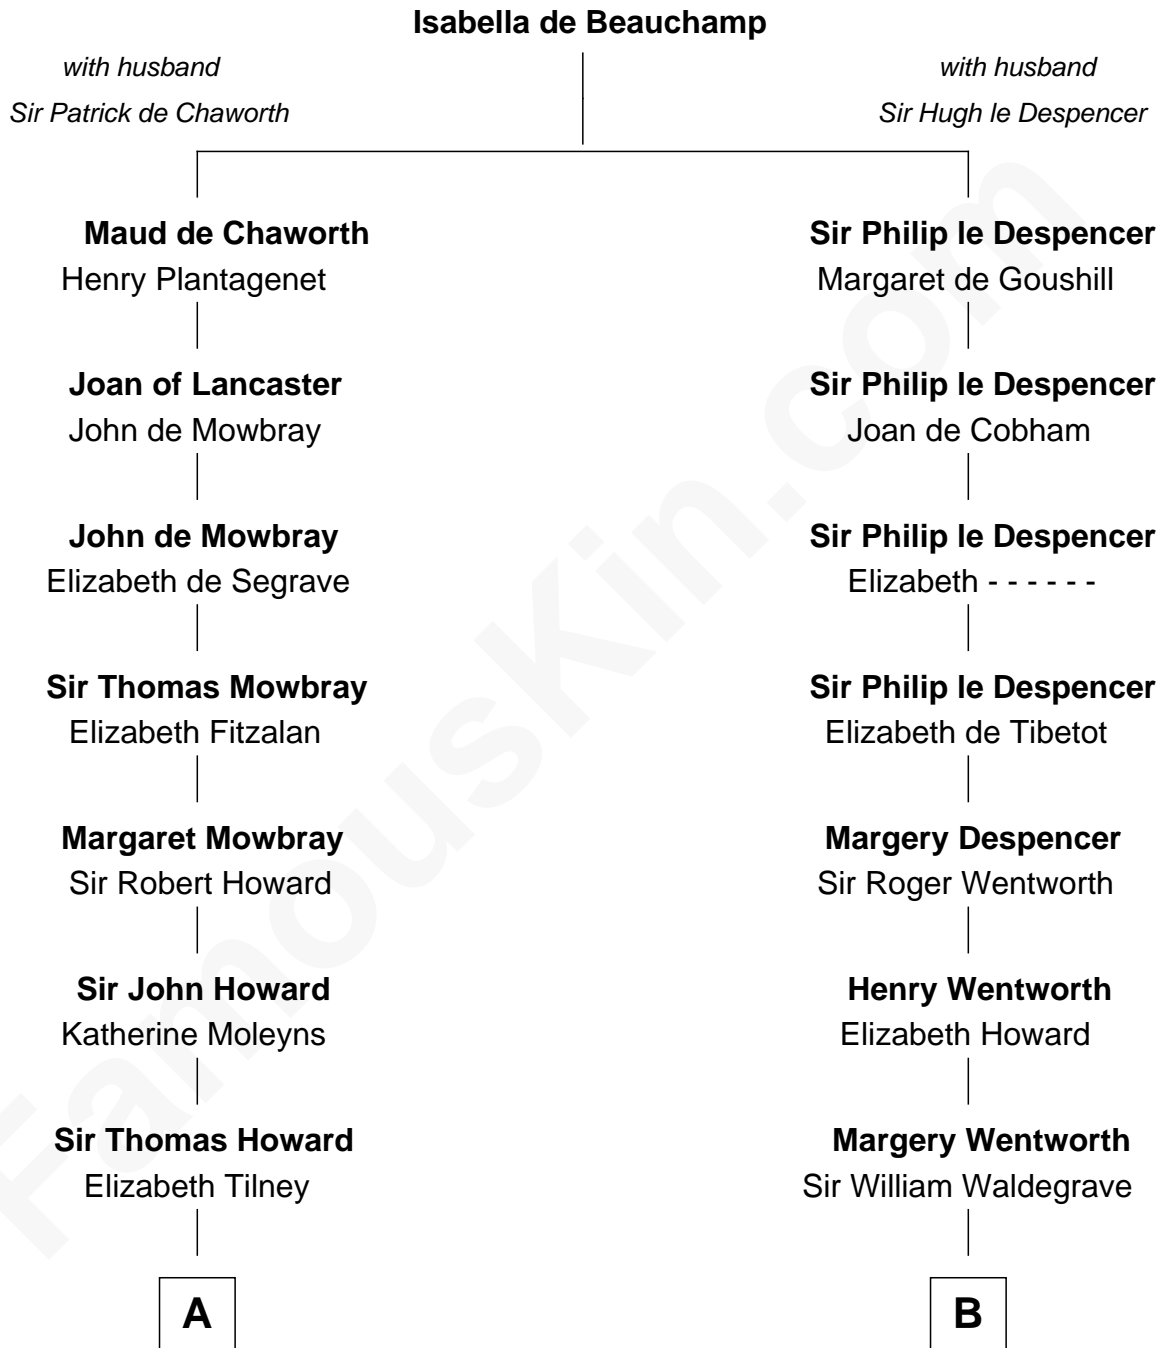 Isabella de Beauchamp
with husband
Sir Patrick de Chaworth
with husband
Sir Hugh le Despencer
Maud de Chaworth
Henry Plantagenet
Sir Philip le Despencer
Margaret de Goushill
Joan of Lancaster
John de Mowbray
Sir Philip le Despencer
Joan de Cobham
John de Mowbray
Elizabeth de Segrave
Sir Philip le Despencer
Elizabeth - - - - - -
Sir Thomas Mowbray
Elizabeth Fitzalan
Sir Philip le Despencer
Elizabeth de Tibetot
Margaret Mowbray
Sir Robert Howard
Margery Despencer
Sir Roger Wentworth
Sir John Howard
Katherine Moleyns
Henry Wentworth
Elizabeth Howard
Sir Thomas Howard
Elizabeth Tilney
Margery Wentworth
Sir William Waldegrave
A
B
FamousKin.com